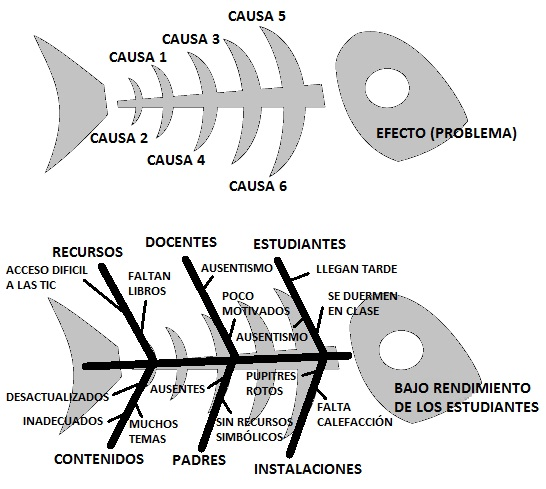 CAUSA 5
CAUSA 3
CAUSA 1
CAUSA 2
CAUSA 4
CAUSA 6
EFECTO (PROBLEMA)
RECURSOS
DOCENTES
ESTUDIANTES
ACCESO DIFICIL
A LAS TIC
FALTAN
LIBROS
AUSENTISMO
POCO
MOTIVADOS
LLEGAN TARDE
SE DUERMEN
EN CLASE
AUSENTISMO
BAJO RENDIMIENTO
DE LOS ESTUDIANTES
DESACTUALIZADOS
INADECUADOS
MUCHOS
TEMAS
AUSENTES
SIN RECURSOS
SIMBÓLICOS
PUPITRES
ROTOS
FALTA
CALEFACCIÓN
CONTENIDOS
PADRES
INSTALACIONES